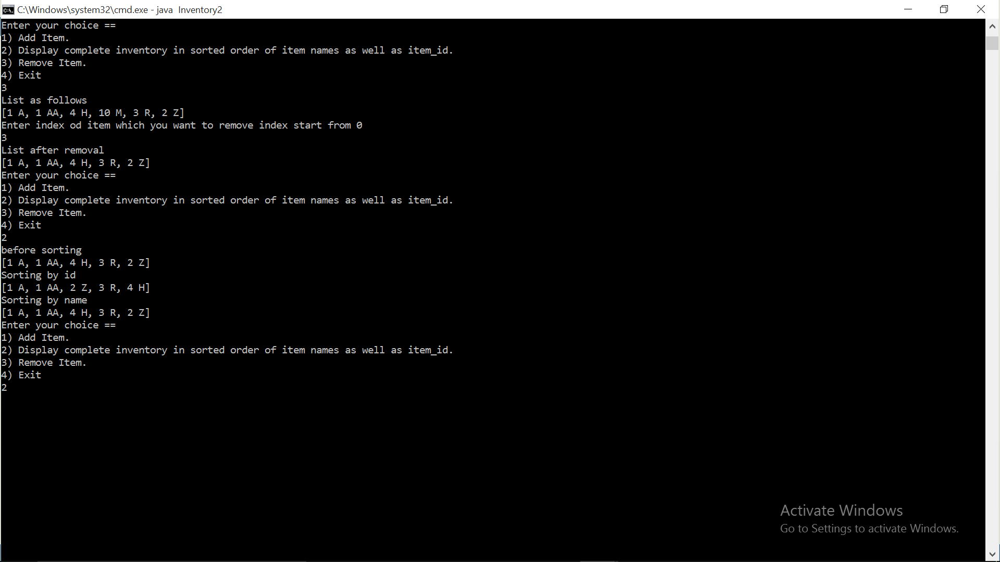 C:\Windows\system32\cmd.exe - java  Inventory2
Enter your choice ==
1) Add Item.
2) Display complete inventory in sorted order of item names as well as item_id.
3) Remove Item.
4) Exit
3
List as follows
[1 A, 1 AA, 4 H, 10 M, 3 R, 2 Z]
Enter index od item which you want to remove index start from 0
3
List after removal
[1 A, 1 AA, 4 H, 3 R, 2 Z]
Enter your choice ==
1) Add Item.
2) Display complete inventory in sorted order of item names as well as item_id.
3) Remove Item.
4) Exit
2
before sorting
[1 A, 1 AA, 4 H, 3 R, 2 Z]
Sorting by id
[1 A, 1 AA, 2 Z, 3 R, 4 H]
Sorting by name
[1 A, 1 AA, 4 H, 3 R, 2 Z]
Enter your choice ==
1) Add Item.
2) Display complete inventory in sorted order of item names as well as item_id.
3) Remove Item.
4) Exit
2
Activate Windows
Go to Settings to activate Windows.